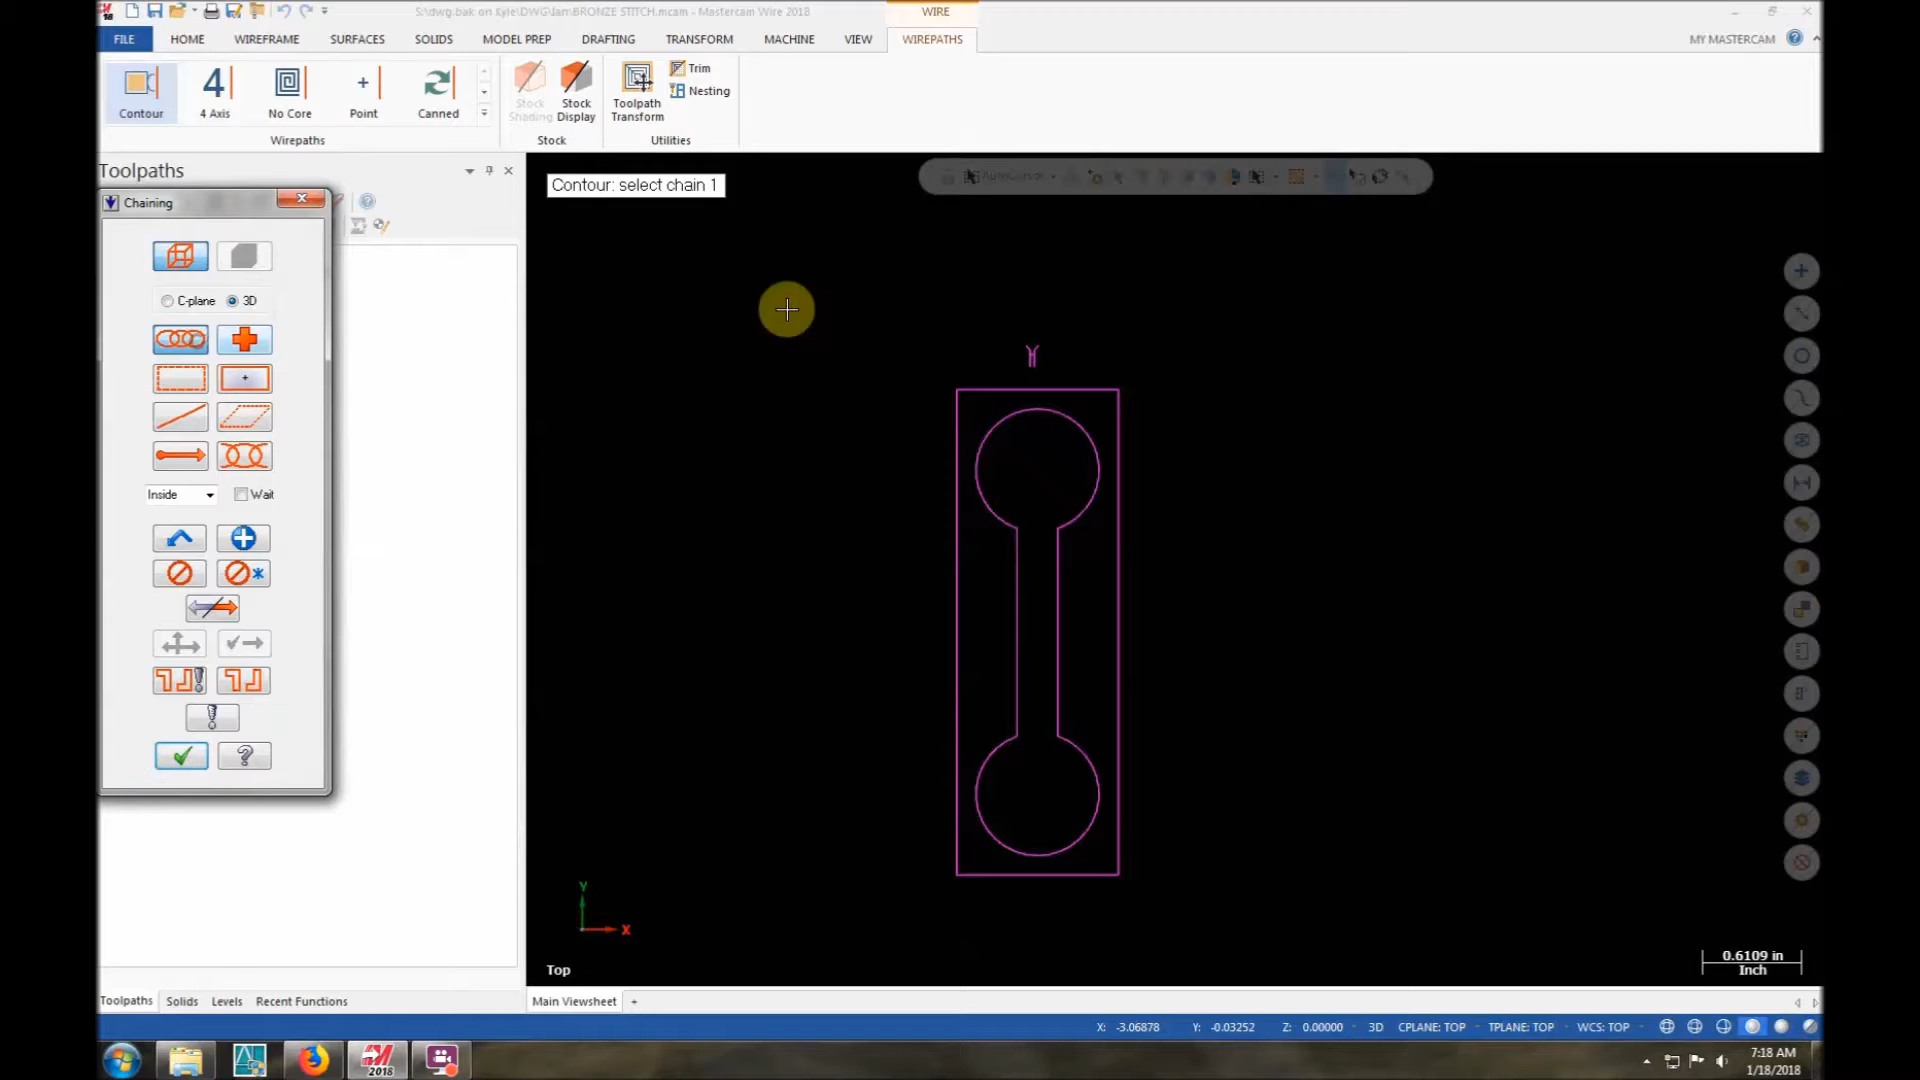 S:\dwg.bak on Kyle\DWG\Jam\BRONZE STITCH.mcam - Mastercam Wire 2018
WIRE
FILE HOME WIREFRAME SURFACES SOLIDS MODEL PREP DRAFTING TRANSFORM MACHINE VIEW WIREPATHS MY MASTERCAM
Contour
4 Axis
No Core
Point
Canned
Stock Shading
Stock Display
Toolpath Transform
Trim
Nesting
Wirepaths
Stock
Utilities
Toolpaths
Chaining
C-plane 3D
Inside
Wait
Contour: select chain 1
AutoCursor
Y
X
Top
0.6109 in
Inch
Toolpaths Solids Levels Recent Functions
Main Viewsheet +
X: -3.06878 Y: -0.03252 Z: 0.00000 3D CPLANE: TOP TPLANE: TOP WCS: TOP
2018
7:18 AM
1/18/2018